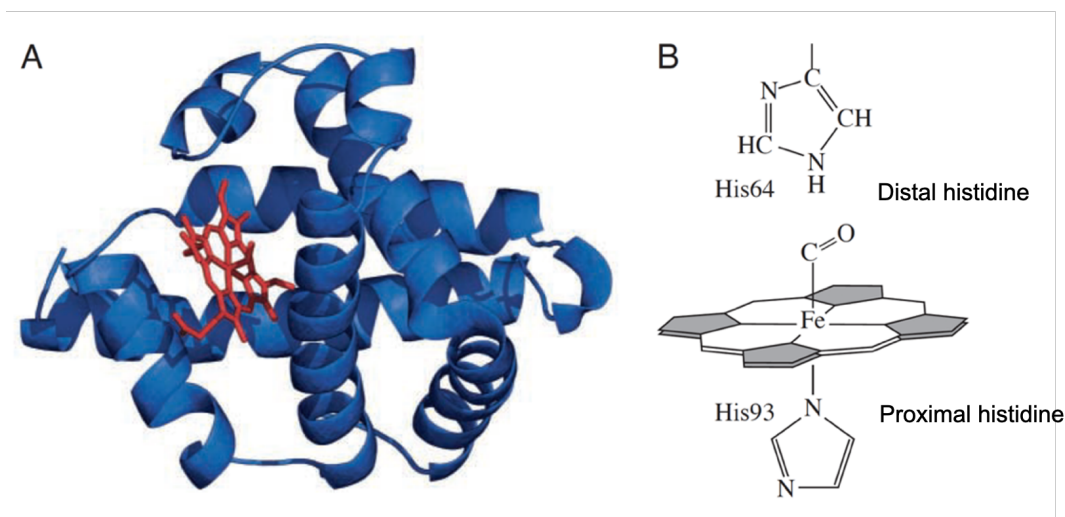 A
B
N
C
CH
HC
N
H
His64
Distal histidine
C
O
Fe
His93
N
Proximal histidine
N